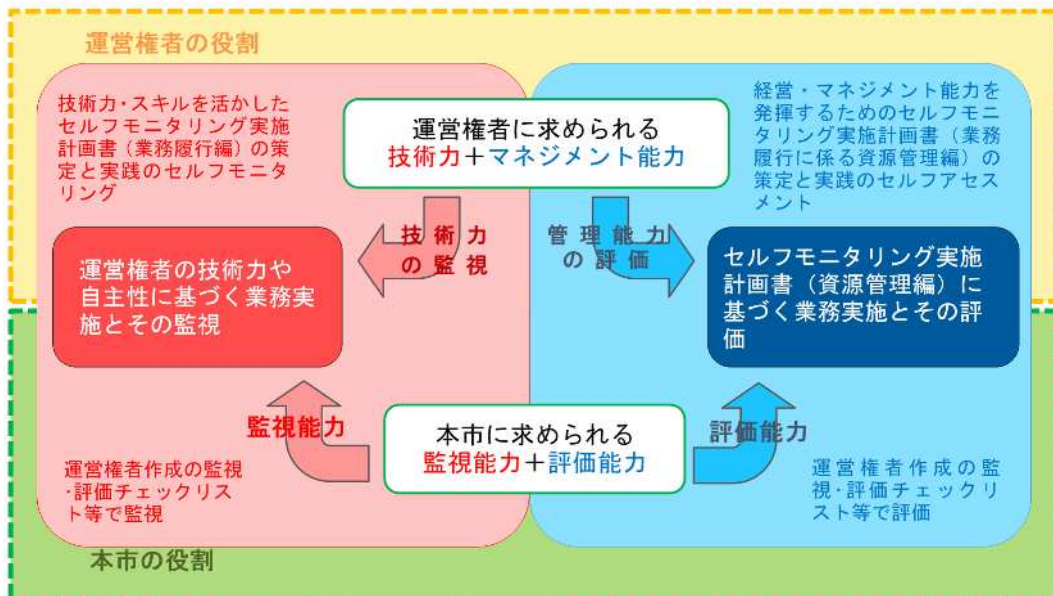 運営権者の役割
技術力・スキルを活かした
セルフモニタリング実施
計画書（業務履行編）の策
定と実践のセルフモニタ
リング
運営権者に求められる
技術力＋マネジメント能力
経営・マネジメント能力を
発揮するためのセルフモ
ニタリング実施計画書（業務
履行に係る資源管理編）の
策定と実践のセルフアセス
メント
技術力
の監視
管理能力
の評価
運営権者の技術力や
自主性に基づく業務実
施とその監視
セルフモニタリング実施
計画書（資源管理編）に
基づく業務実施とその評
価
監視能力
本市に求められる
監視能力＋評価能力
評価能力
運営権者作成の監視
・評価チェックリス
ト等で監視
運営権者作成の監
視・評価チェックリ
スト等で評価
本市の役割